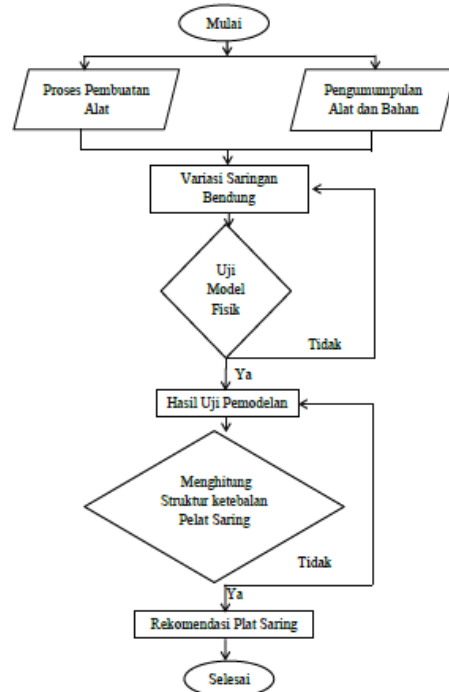 Mulai
Proses Pembuatan
Alat
Pengumumpulan
Alat dan Bahan
Variasi Saringan
Bendung
Uji
Model
Fisik
Tidak
Ya
Hasil Uji Pemodelan
Menghitung
Struktur ketebalan
Pelat Saring
Tidak
Ya
Rekomendasi Plat Saring
Selesai